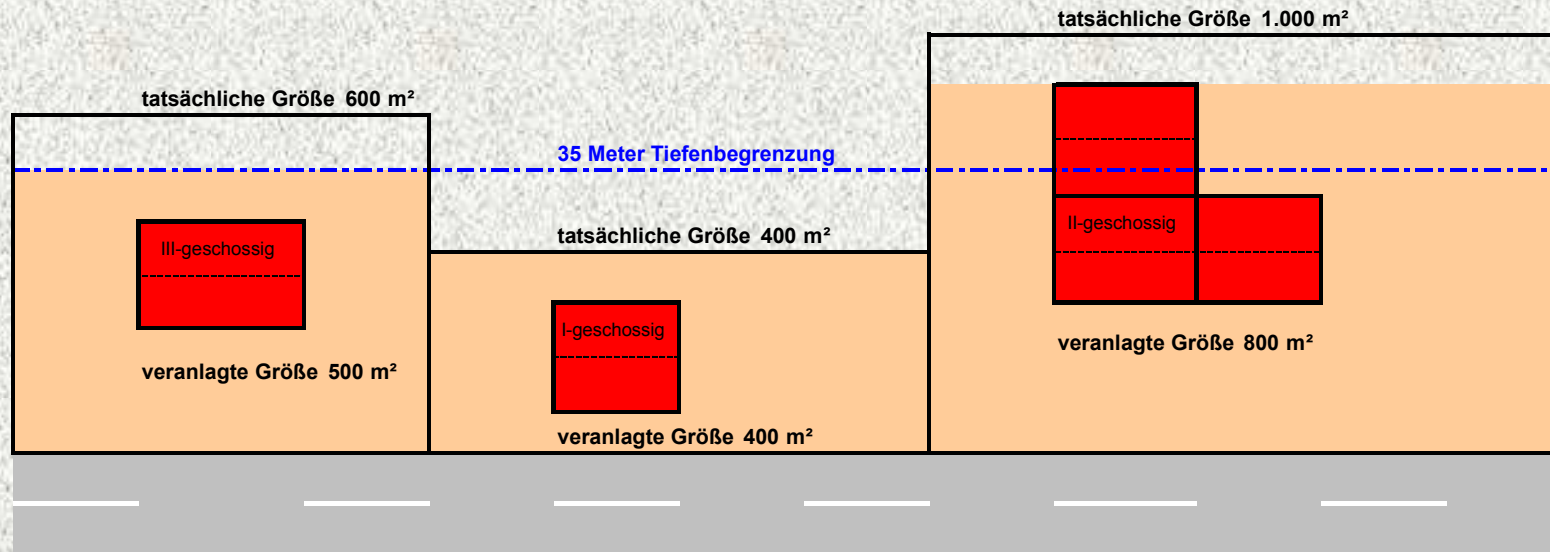 tatsächliche Größe 1.000 m²
tatsächliche Größe 600 m²
35 Meter Tiefenbegrenzung
tatsächliche Größe 400 m²
III-geschossig
II-geschossig
I-geschossig
veranlagte Größe 500 m²
veranlagte Größe 400 m²
veranlagte Größe 800 m²